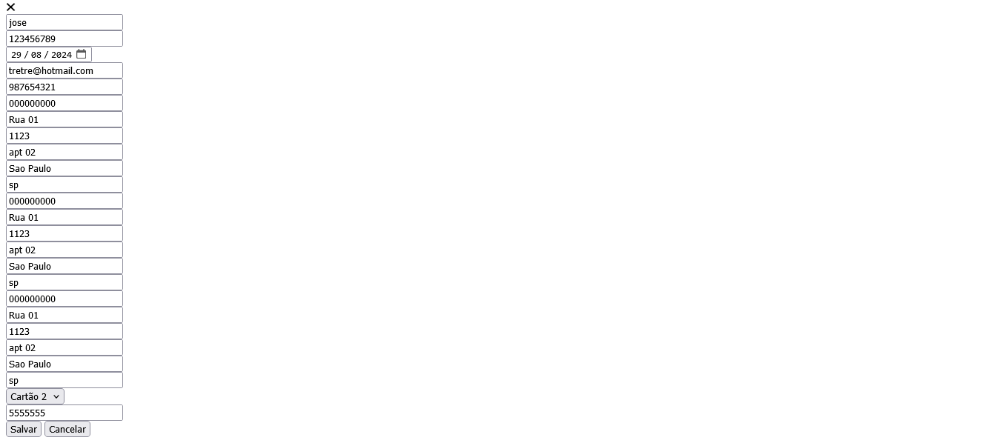 jose
123456789
29 / 08 / 2024
tretre@hotmail.com
987654321
000000000
Rua 01
1123
apt 02
Sao Paulo
sp
000000000
Rua 01
1123
apt 02
Sao Paulo
sp
000000000
Rua 01
1123
apt 02
Sao Paulo
sp
Cartão 2
5555555
Salvar Cancelar